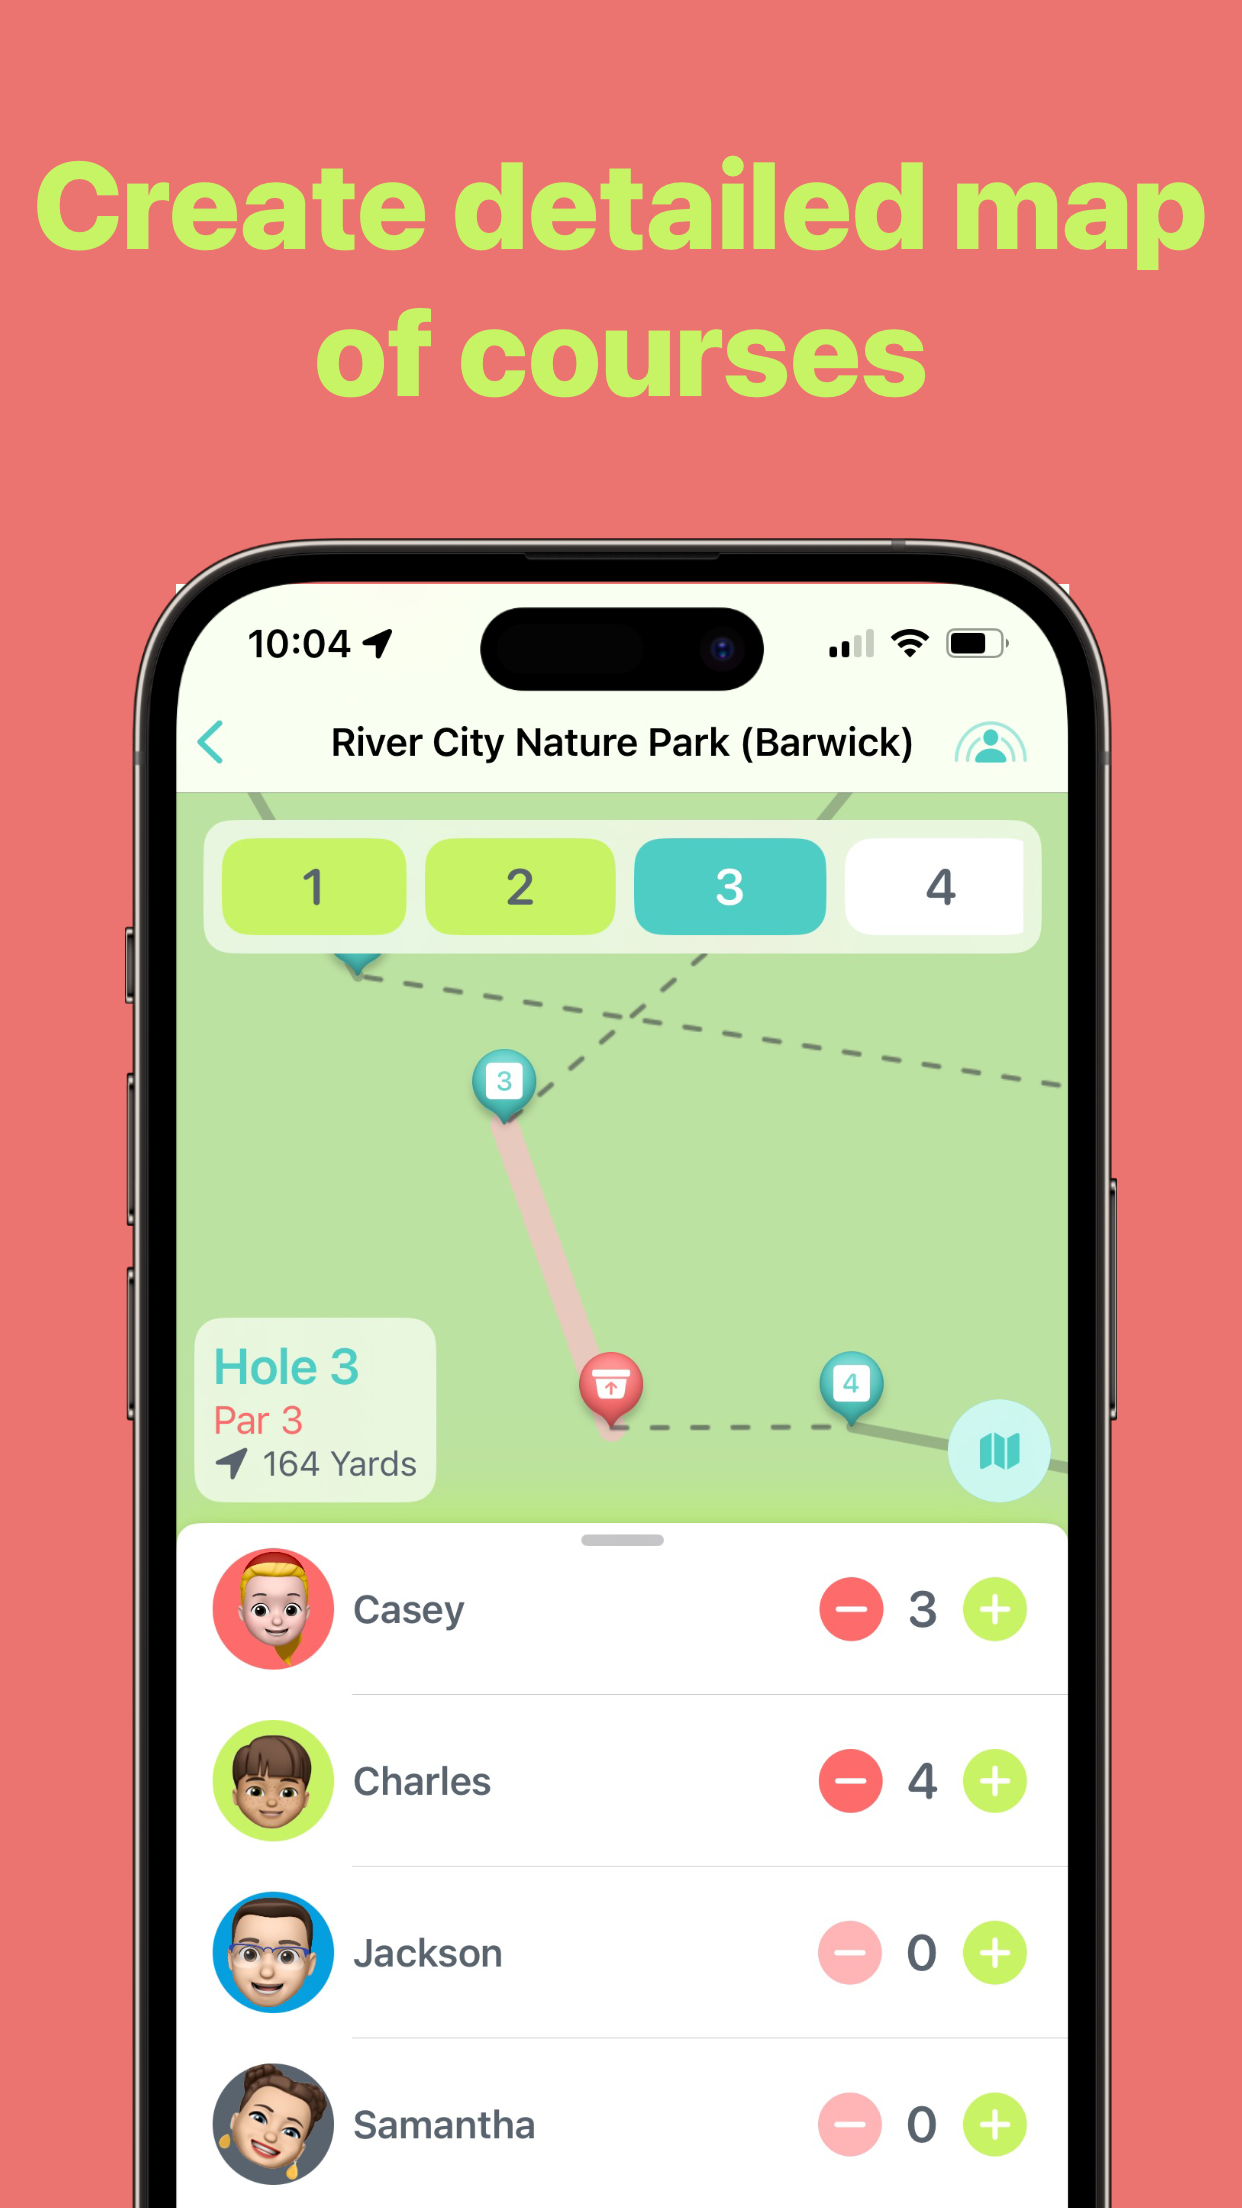 Create detailed map
of courses
10:04
River City Nature Park (Barwick)
1 2 3 4
3
4
Hole 3
Par 3
164 Yards
Casey 3
Charles 4
Jackson 0
Samantha 0